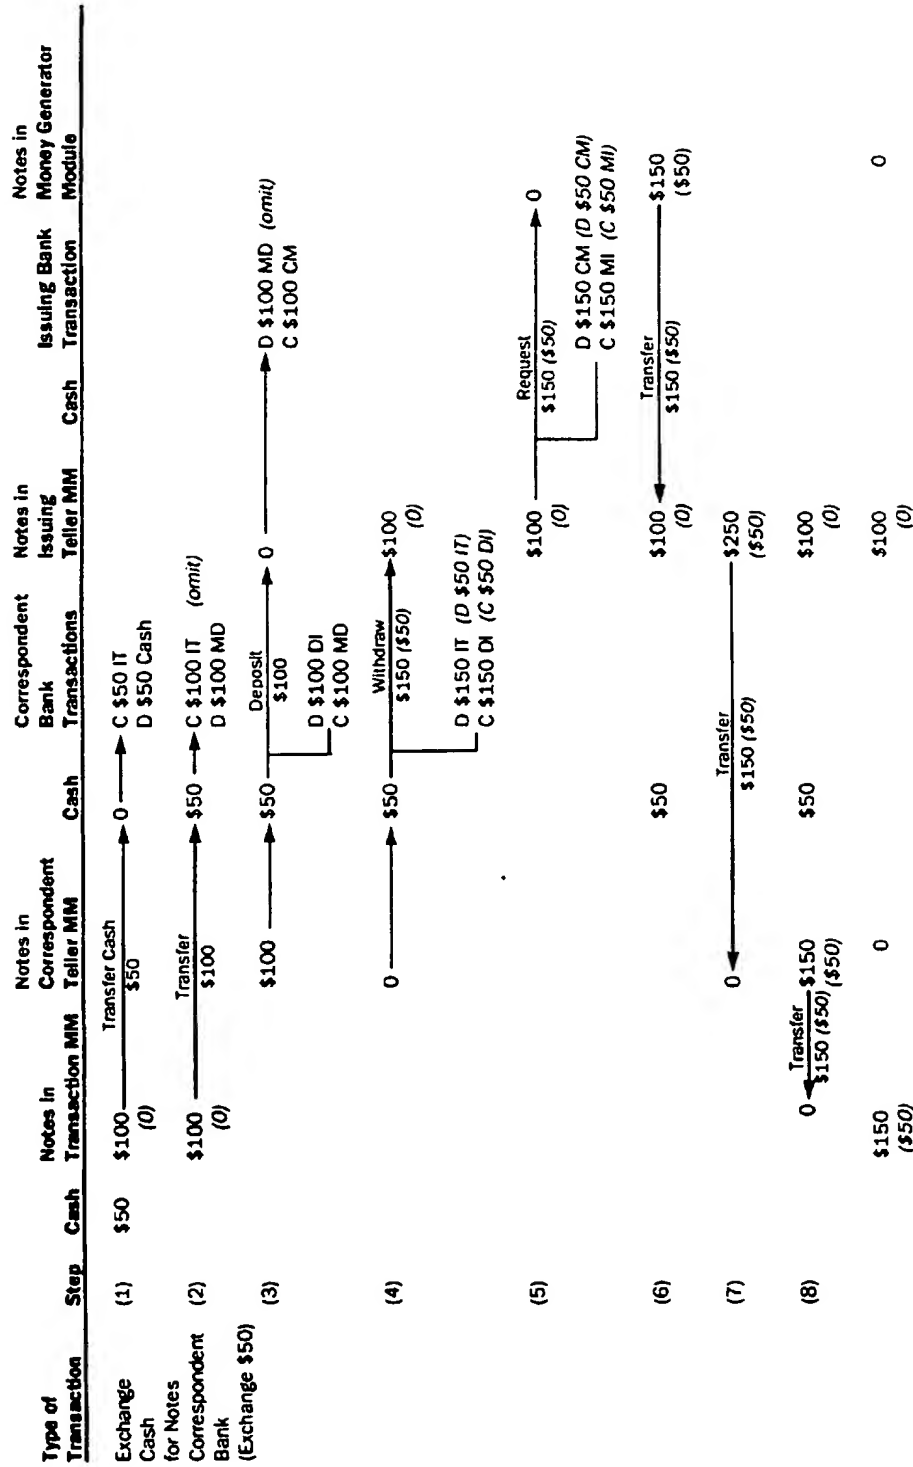 Type of
Transaction
Step
Cash
Notes in
Transaction MM
Notes in
Correspondent
Teller MM
Cash
Correspondent
Bank
Transactions
Notes in
Issuing
Teller MM
Cash
Issuing Bank
Transaction
Notes in
Money Generator
Module
Exchange
Cash
for Notes
Correspondent
Bank
(Exchange $50)
(1)
$50
$100
(0)
Transfer Cash
$50
0
C $50 IT
D $50 Cash
(2)
$100
(0)
Transfer
$100
$50
C $100 IT (omit)
D $100 MD
(3)
$100
$50
Deposit
$100
D $100 DI
C $100 MD
0
D $100 MD (omit)
C $100 CM
(4)
0
$50
Withdraw
$150 ($50)
D $150 IT (D $50 IT)
C $150 DI (C $50 DI)
$100
(0)
(5)
$100
(0)
Request
$150 ($50)
D $150 CM (D $50 CM)
C $150 MI (C $50 MI)
0
(6)
$50
$100
(0)
Transfer
$150 ($50)
$150
($50)
(7)
0
Transfer
$150 ($50)
$250
($50)
(8)
0
Transfer
$150 ($50)
$150
($50)
$50
$100
(0)
$150
($50)
0
$100
(0)
0